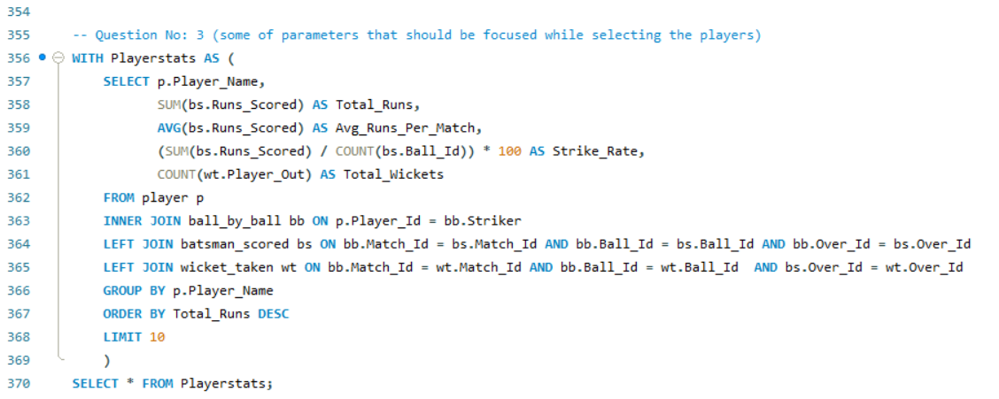 354
355 -- Question No: 3 (some of parameters that should be focused while selecting the players)
356 WITH Playerstats AS (
357 SELECT p.Player_Name,
358 SUM(bs.Runs_Scored) AS Total_Runs,
359 AVG(bs.Runs_Scored) AS Avg_Runs_Per_Match,
360 (SUM(bs.Runs_Scored) / COUNT(bs.Ball_Id)) * 100 AS Strike_Rate,
361 COUNT(wt.Player_Out) AS Total_Wickets
362 FROM player p
363 INNER JOIN ball_by_ball bb ON p.Player_Id = bb.Striker
364 LEFT JOIN batsman_scored bs ON bb.Match_Id = bs.Match_Id AND bb.Ball_Id = bs.Ball_Id AND bb.Over_Id = bs.Over_Id
365 LEFT JOIN wicket_taken wt ON bb.Match_Id = wt.Match_Id AND bb.Ball_Id = wt.Ball_Id  AND bs.Over_Id = wt.Over_Id
366 GROUP BY p.Player_Name
367 ORDER BY Total_Runs DESC
368 LIMIT 10
369 )
370 SELECT * FROM Playerstats;